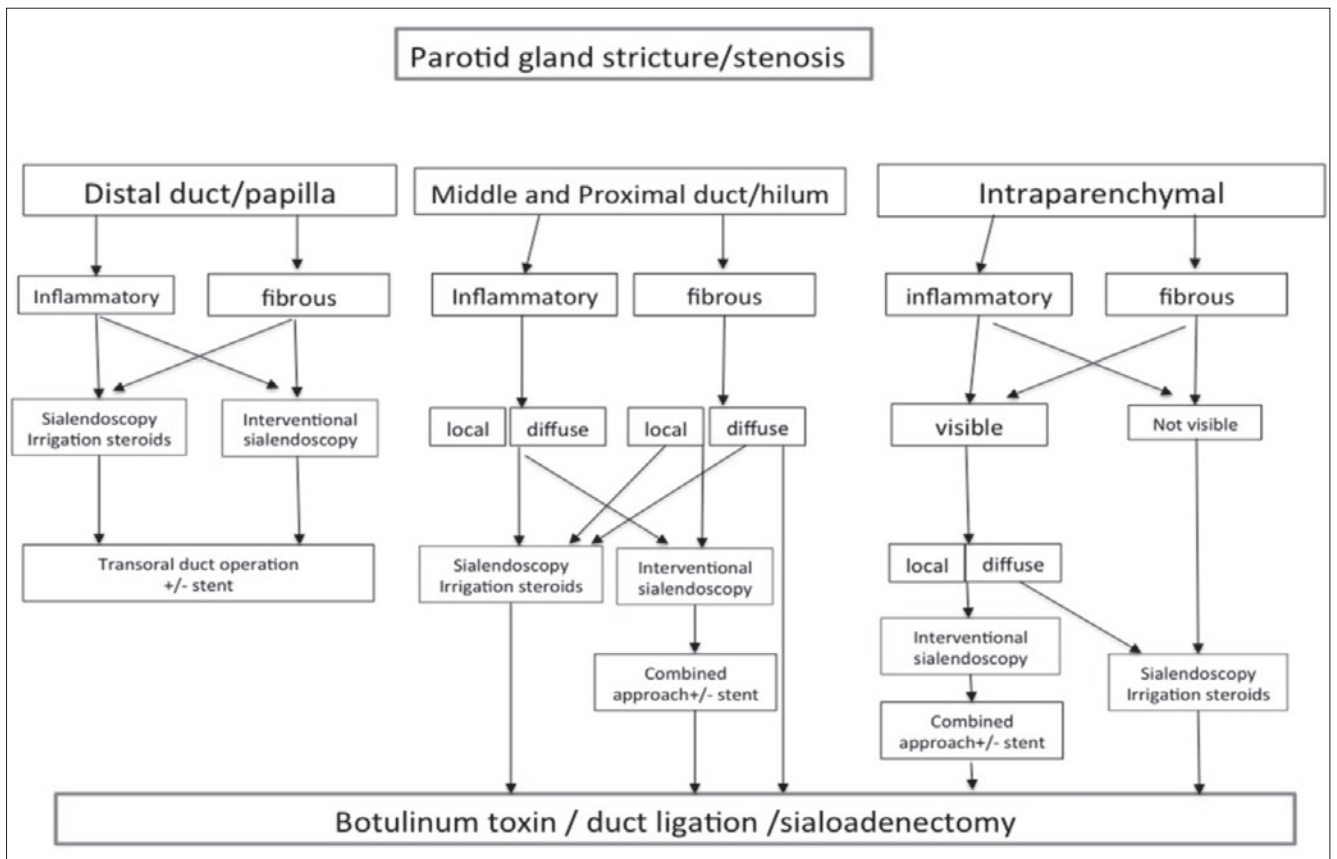 Parotid gland stricture/stenosis
Distal duct/papilla
Middle and Proximal duct/hilum
Intraparenchymal
Inflammatory
fibrous
Inflammatory
fibrous
inflammatory
fibrous
Sialendoscopy
Irrigation steroids
Interventional
sialendoscopy
local
diffuse
local
diffuse
visible
Not visible
Transoral duct operation
+/- stent
Sialendoscopy
Irrigation steroids
Interventional
sialendoscopy
local
diffuse
Interventional
sialendoscopy
Combined
approach+/- stent
Sialendoscopy
Irrigation steroids
Combined
approach+/- stent
Botulinum toxin / duct ligation /sialoadenectomy